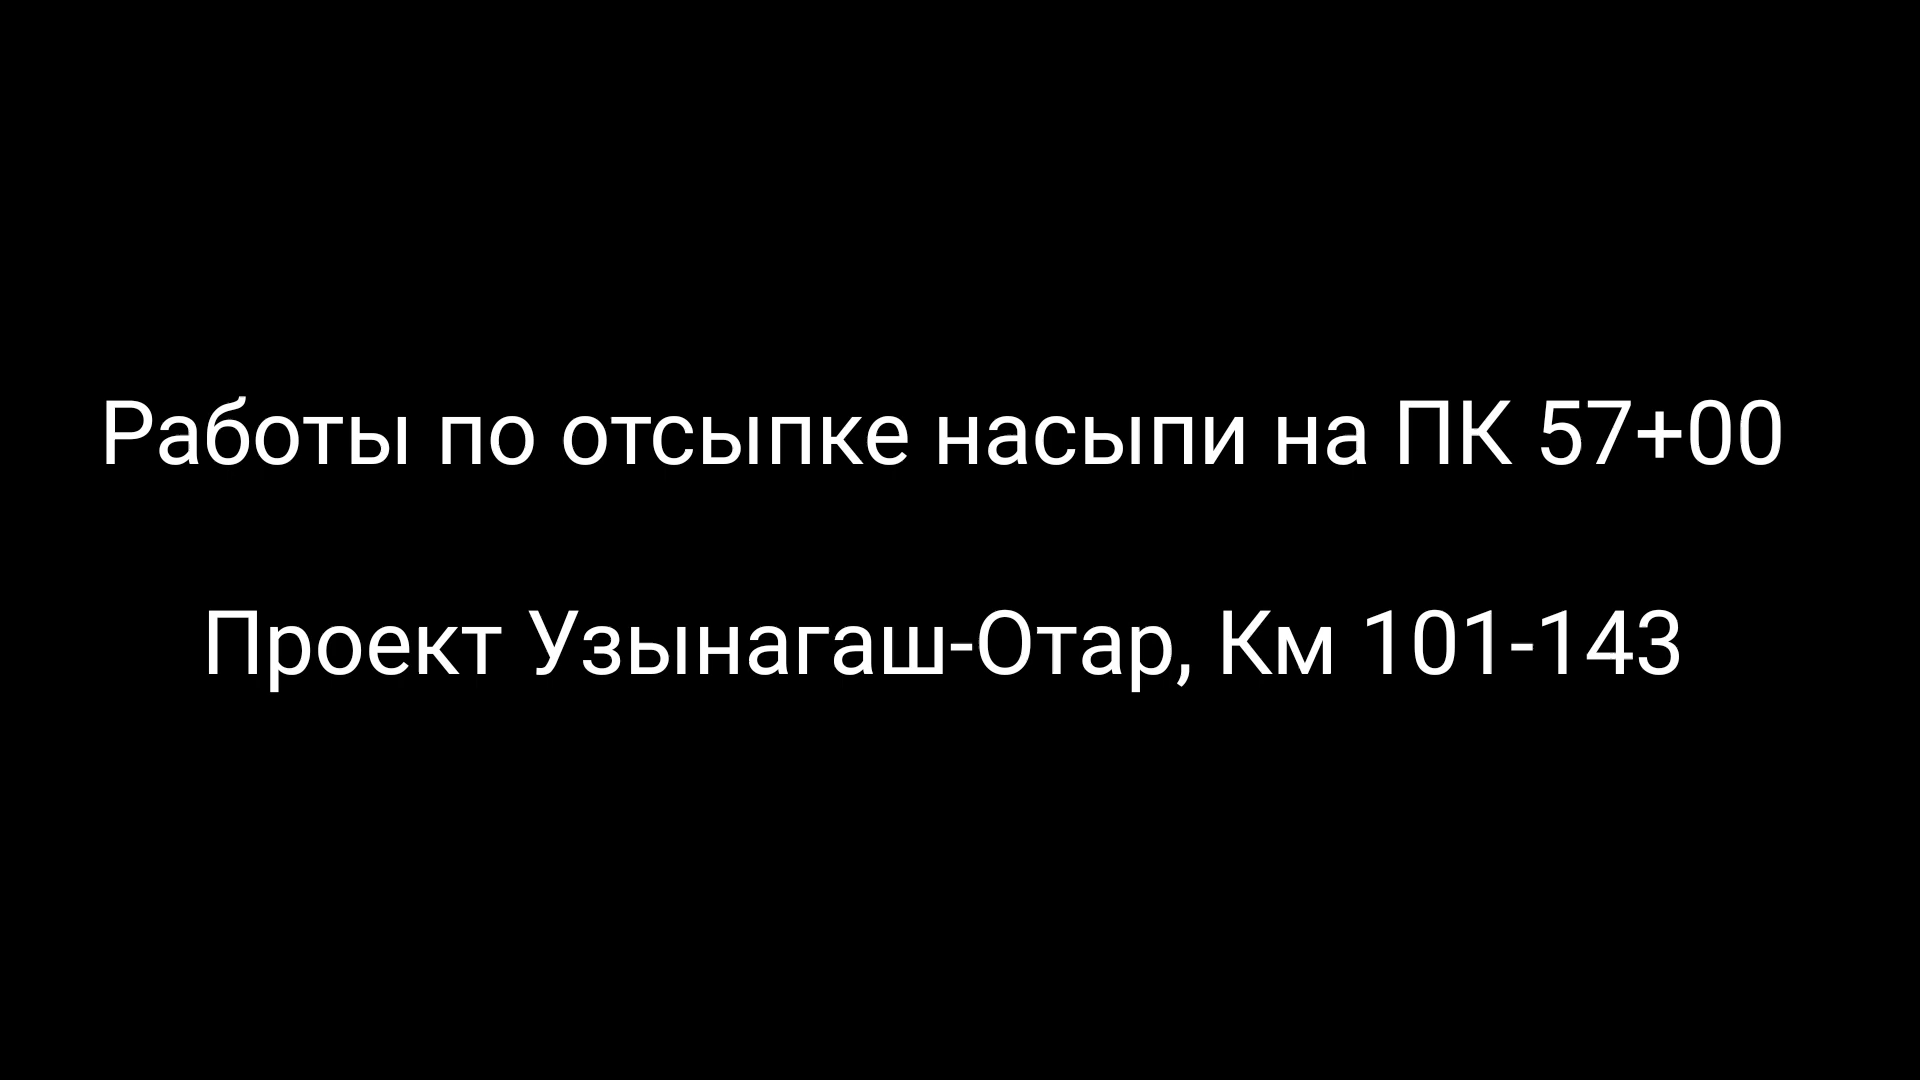 Работы по отсыпке насыпи на ПК 57+00
Проект Узынагаш-Отар, Км 101-143